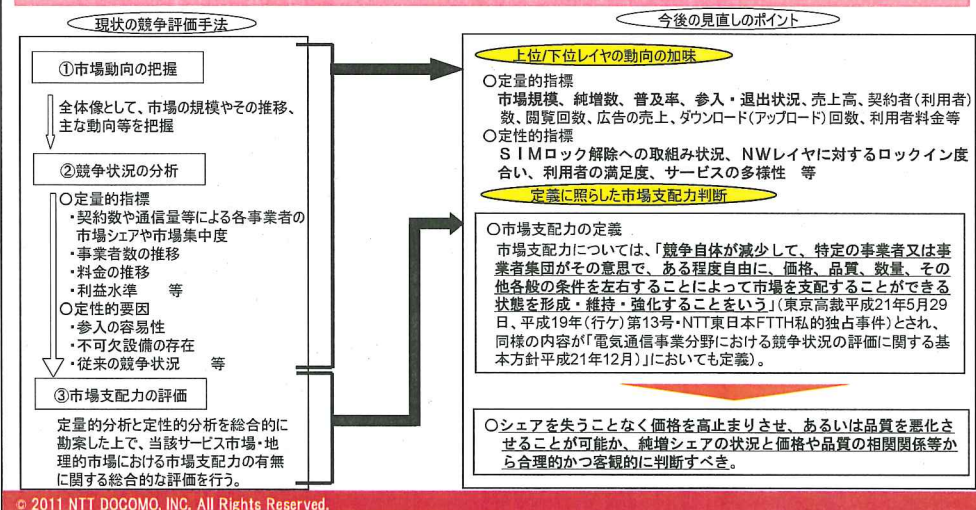 現状の競争評価手法
①市場動向の把握
全体像として、市場の規模やその推移、
主な動向等を把握
②競争状況の分析
○定量的指標
・契約数や通信量等による各事業者の
市場シェアや市場集中度
・事業者数の推移
・料金の推移
・利益水準　等
○定性的要因
・参入の容易性
・不可欠設備の存在
・従来の競争状況　等
③市場支配力の評価
定量的分析と定性的分析を総合的に
勘案した上で、当該サービス市場・地
理的市場における市場支配力の有無
に関する総合的な評価を行う。
今後の見直しのポイント
上位/下位レイヤの動向の加味
○定量的指標
市場規模、純増数、普及率、参入・退出状況、売上高、契約者(利用者)
数、閲覧回数、広告の売上、ダウンロード(アップロード)回数、利用者料金等
○定性的指標
ＳＩＭロック解除への取組み状況、NWレイヤに対するロックイン度
合い、利用者の満足度、サービスの多様性　等
定義に照らした市場支配力判断
○市場支配力の定義
市場支配力については、「競争自体が減少して、特定の事業者又は事
業者集団がその意思で、ある程度自由に、価格、品質、数量、その
他各般の条件を左右することによって市場を支配することができる
状態を形成・維持・強化することをいう」(東京高裁平成21年5月29
日、平成19年(行ケ)第13号・NTT東日本FTTH私的独占事件)とされ、
同様の内容が「電気通信事業分野における競争状況の評価に関する基
本方針平成21年12月)」においても定義)。
○シェアを失うことなく価格を高止まりさせ、あるいは品質を悪化さ
せることが可能か、純増シェアの状況と価格や品質の相関関係等か
ら合理的かつ客観的に判断すべき。
© 2011 NTT DOCOMO, INC. All Rights Reserved.